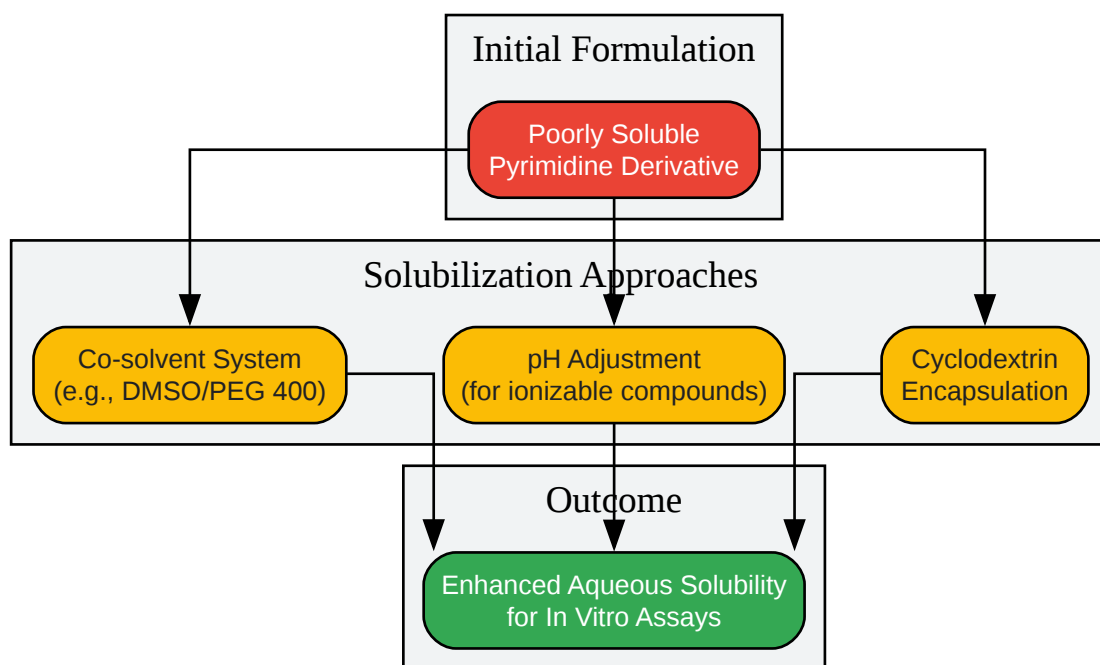 Initial Formulation
Poorly Soluble
Pyrimidine Derivative
Solubilization Approaches
Co-solvent System
(e.g., DMSO/PEG 400)
pH Adjustment
(for ionizable compounds)
Cyclodextrin
Encapsulation
Outcome
Enhanced Aqueous Solubility
for In Vitro Assays